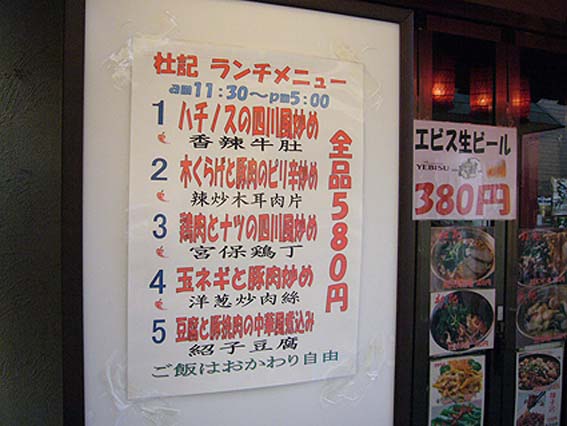 杜記 ランチメニュー
am11:30～pm5:00
1 ハチノスの四川風炒め
香辣牛肚
2 木くらげと豚肉のピリ辛炒め
辣炒木耳肉片
3 鶏肉とナツの四川風炒め
宮保鶏丁
4 玉ネギと豚肉炒め
洋葱炒肉絲
5 豆腐と豚挽肉の中華風煮込み
紹子豆腐
ご飯はおかわり自由
全品580円
エビス生ビール
YEBISU
380円